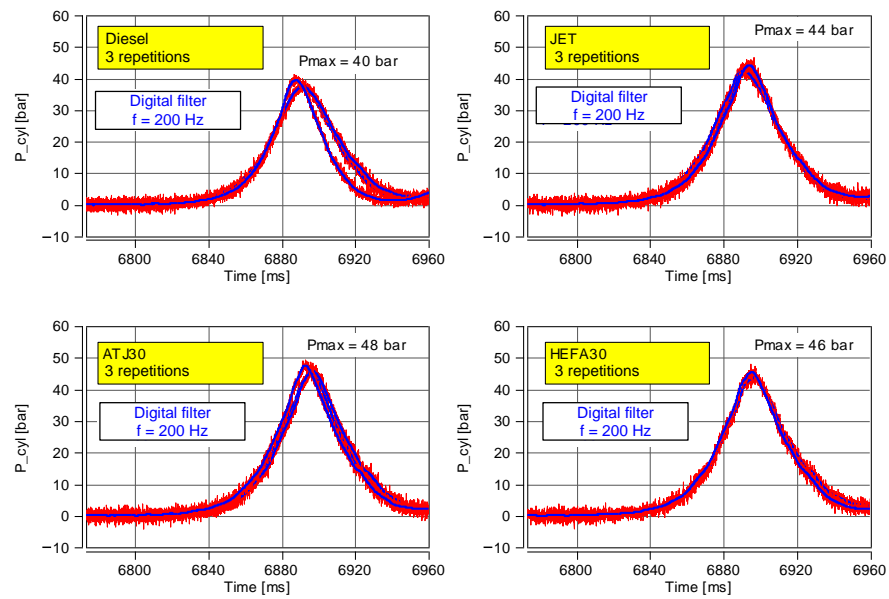 60
50
40
30
20
10
0
−10
P_cyl [bar]
Diesel
3 repetitions
Pmax = 40 bar
Digital filter
f = 200 Hz
6800
6840
6880
6920
6960
Time [ms]
60
50
40
30
20
10
0
−10
P_cyl [bar]
JET
3 repetitions
Pmax = 44 bar
Digital filter
f = 200 Hz
6800
6840
6880
6920
6960
Time [ms]
60
50
40
30
20
10
0
−10
P_cyl [bar]
ATJ30
3 repetitions
Pmax = 48 bar
Digital filter
f = 200 Hz
6800
6840
6880
6920
6960
Time [ms]
60
50
40
30
20
10
0
−10
P_cyl [bar]
HEFA30
3 repetitions
Pmax = 46 bar
Digital filter
f = 200 Hz
6800
6840
6880
6920
6960
Time [ms]